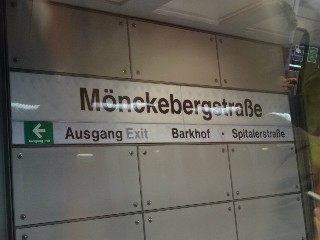 Mönckebergstraße
Ausgang Exit Barkhof · Spitalerstraße